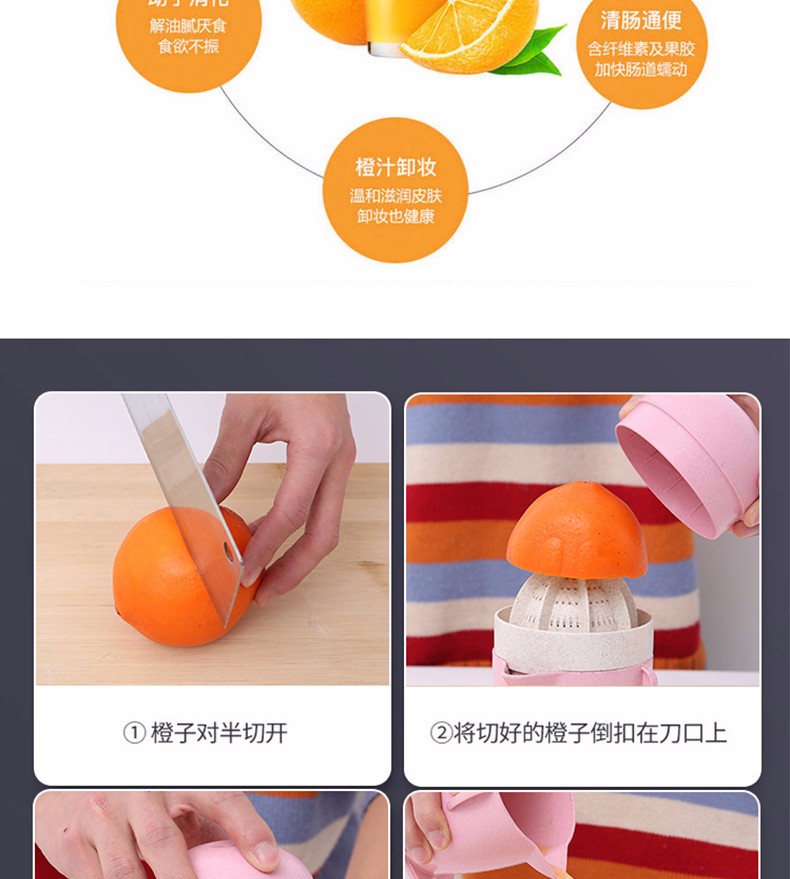 解油腻厌食
食欲不振
清肠通便
含纤维素及果胶
加快肠道蠕动
橙汁卸妆
温和滋润皮肤
卸妆也健康
① 橙子对半切开
②将切好的橙子倒扣在刀口上